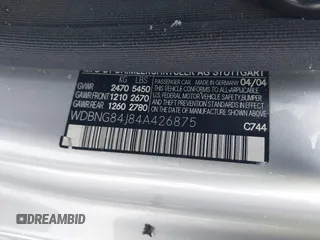 MFD BY DAIMLERCHRYSLER AG STUTTGART
KG LBS PASSENGER CAR MADE IN GERMANY 04/04
GVWR 2470 5450 THIS VEHICLE CONFORMS TO ALL APPLICABLE
GAWR FRONT 1210 2670 U.S. FEDERAL MOTOR VEHICLE SAFETY, BUMPER,
GAWR REAR 1260 2780 AND THEFT PREVENTION STANDARDS IN EFFECT
ON THE DATE OF MANUFACTURE SHOWN ABOVE.
WDBNG84J84A426875 C744
DREAMBID